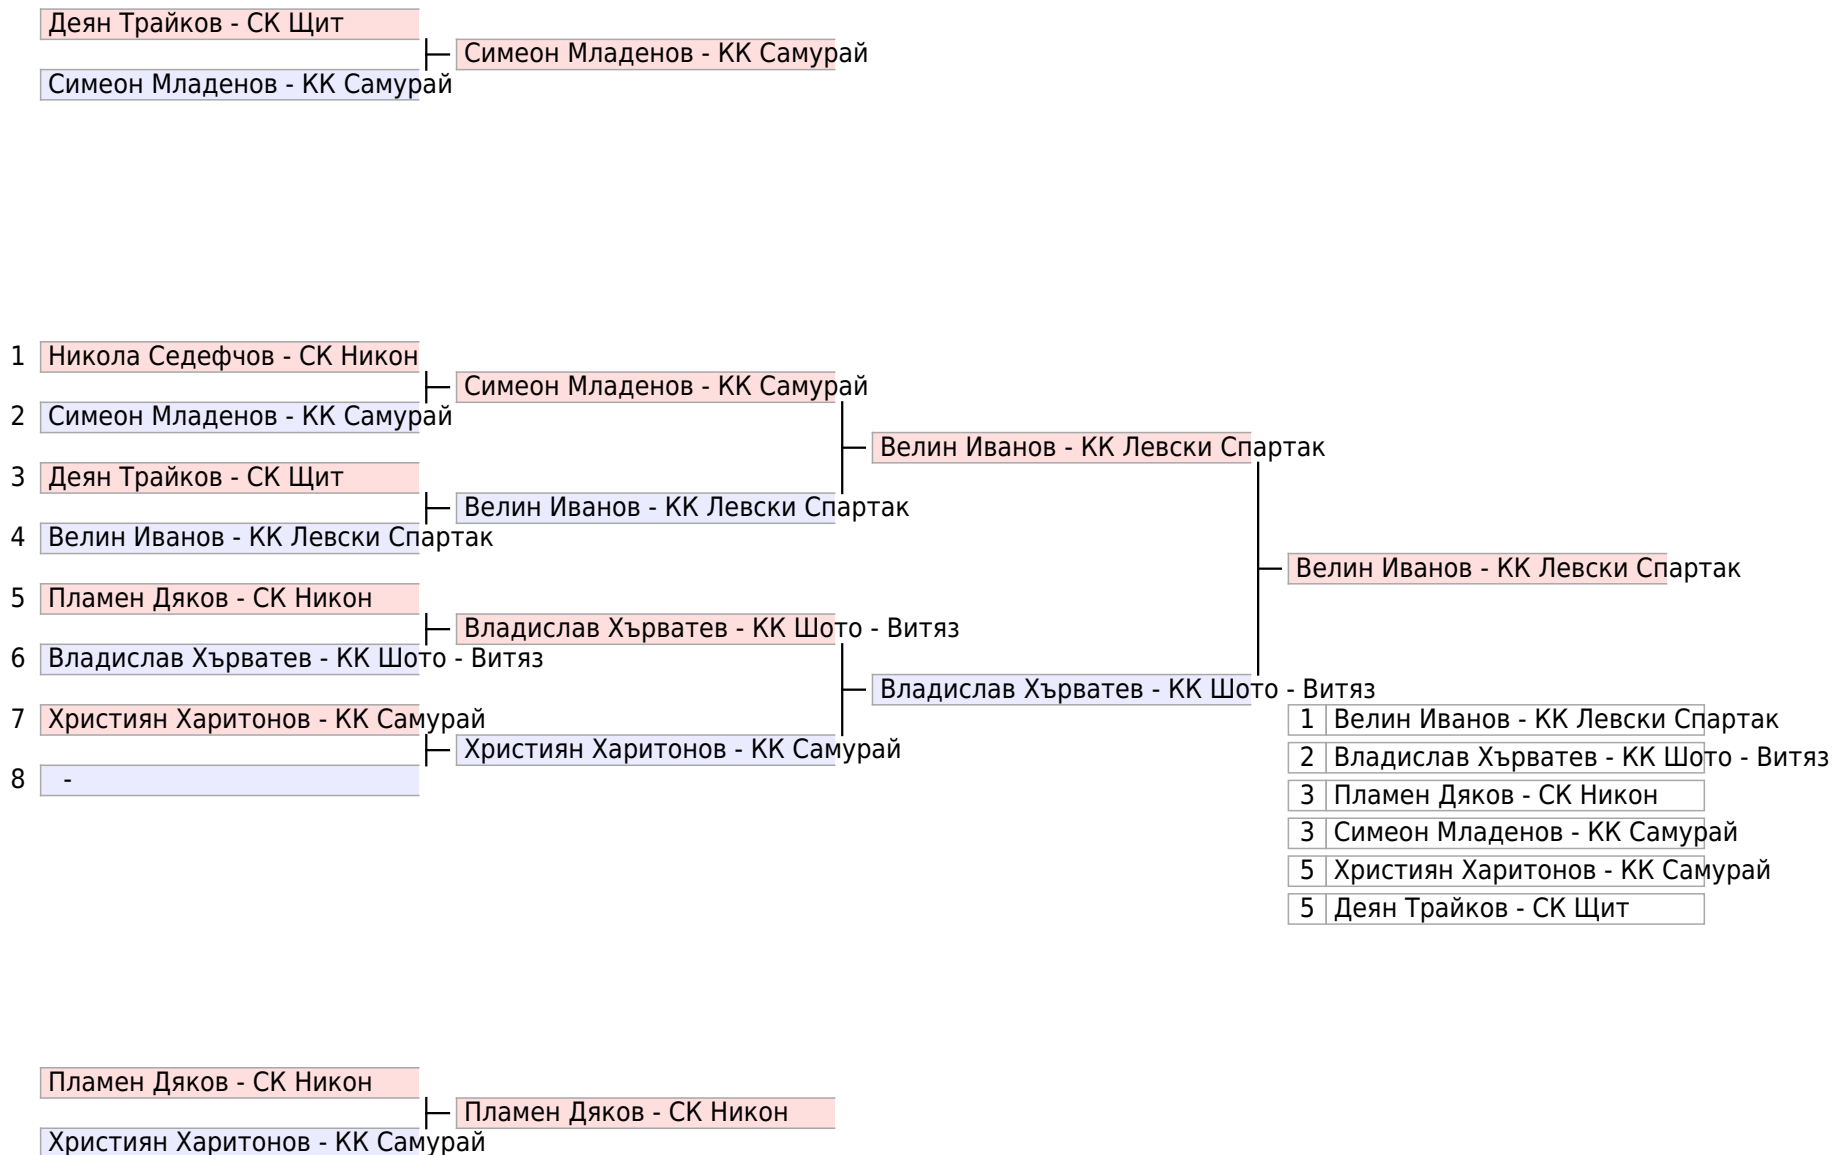 Деян Трайков - СК Щит
Симеон Младенов - КК Самурай
Симеон Младенов - КК Самурай
1 Никола Седефчов - СК Никон
Симеон Младенов - КК Самурай
2 Симеон Младенов - КК Самурай
Велин Иванов - КК Левски Спартак
3 Деян Трайков - СК Щит
Велин Иванов - КК Левски Спартак
4 Велин Иванов - КК Левски Спартак
Велин Иванов - КК Левски Спартак
5 Пламен Дяков - СК Никон
Владислав Хърватев - КК Шото - Витяз
6 Владислав Хърватев - КК Шото - Витяз
Владислав Хърватев - КК Шото - Витяз
7 Християн Харитонов - КК Самурай
Християн Харитонов - КК Самурай
8 -
1 Велин Иванов - КК Левски Спартак
2 Владислав Хърватев - КК Шото - Витяз
3 Пламен Дяков - СК Никон
3 Симеон Младенов - КК Самурай
5 Християн Харитонов - КК Самурай
5 Деян Трайков - СК Щит
Пламен Дяков - СК Никон
Пламен Дяков - СК Никон
Християн Харитонов - КК Самурай